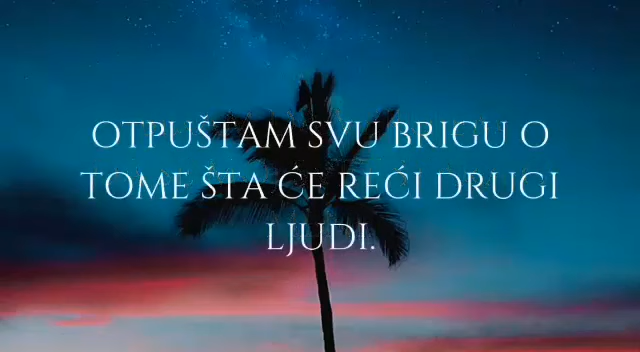 OTPUŠTAM SVU BRIGU O
TOME ŠTA ĆE REĆI DRUGI
LJUDI.